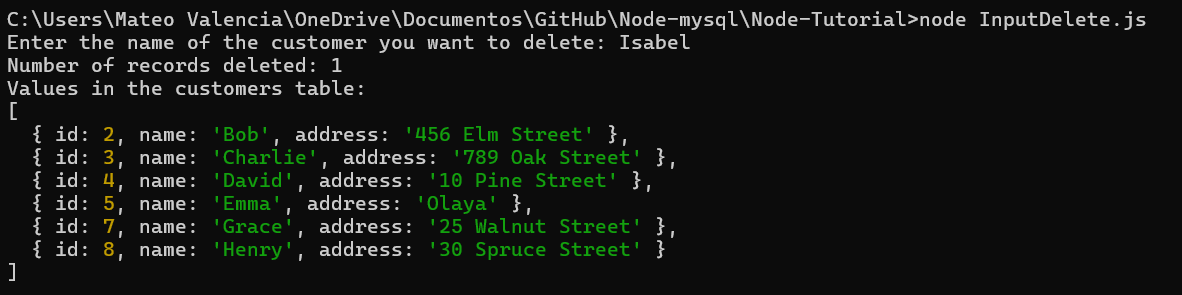 C:\Users\Mateo Valencia\OneDrive\Documentos\GitHub\Node-mysql\Node-Tutorial>node InputDelete.js
Enter the name of the customer you want to delete: Isabel
Number of records deleted: 1
Values in the customers table:
[
  { id: 2, name: 'Bob', address: '456 Elm Street' },
  { id: 3, name: 'Charlie', address: '789 Oak Street' },
  { id: 4, name: 'David', address: '10 Pine Street' },
  { id: 5, name: 'Emma', address: 'Olaya' },
  { id: 7, name: 'Grace', address: '25 Walnut Street' },
  { id: 8, name: 'Henry', address: '30 Spruce Street' }
]